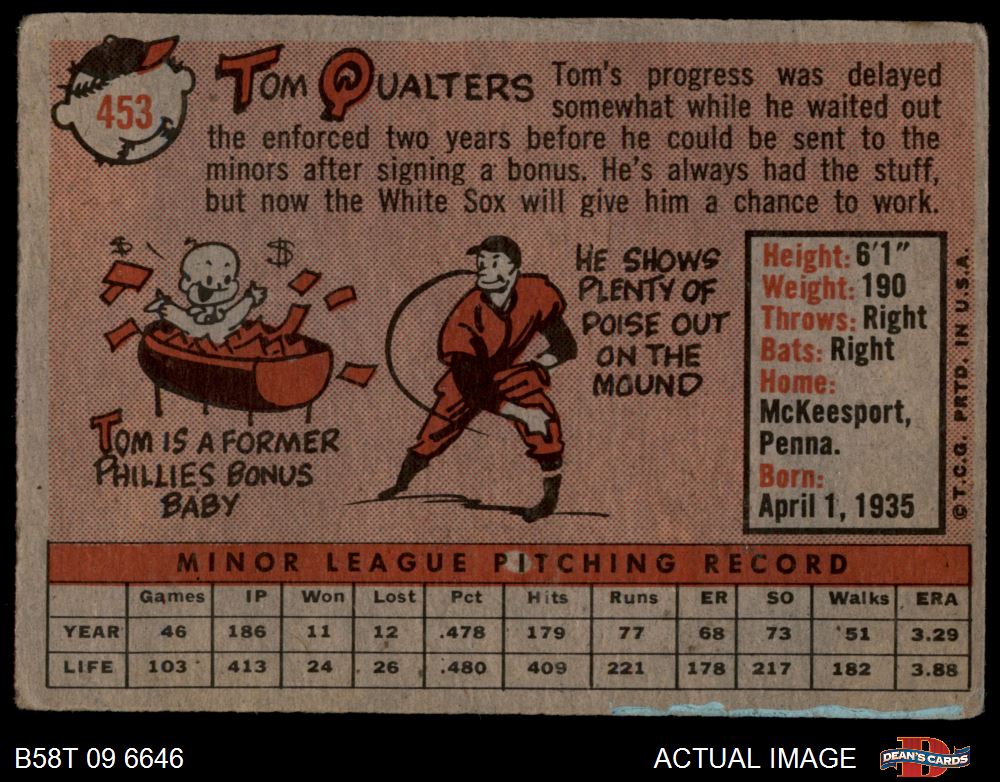 453
TOM QUALTERS
Tom's progress was delayed
somewhat while he waited out
the enforced two years before he could be sent to the
minors after signing a bonus. He's always had the stuff,
but now the White Sox will give him a chance to work.
$ $
TOM IS A FORMER
PHILLIES BONUS
BABY
HE SHOWS
PLENTY OF
POISE OUT
ON THE
MOUND
Height: 6'1"
Weight: 190
Throws: Right
Bats: Right
Home:
McKeesport,
Penna.
Born:
April 1, 1935
©T.C.G. PRTD. IN U.S.A.
MINOR LEAGUE PITCHING RECORD
Games IP Won Lost Pct Hits Runs ER SO Walks ERA
YEAR 46 186 11 12 .478 179 77 68 73 51 3.29
LIFE 103 413 24 26 .480 409 221 178 217 182 3.88
B58T 09 6646
ACTUAL IMAGE
DEAN'S CARDS